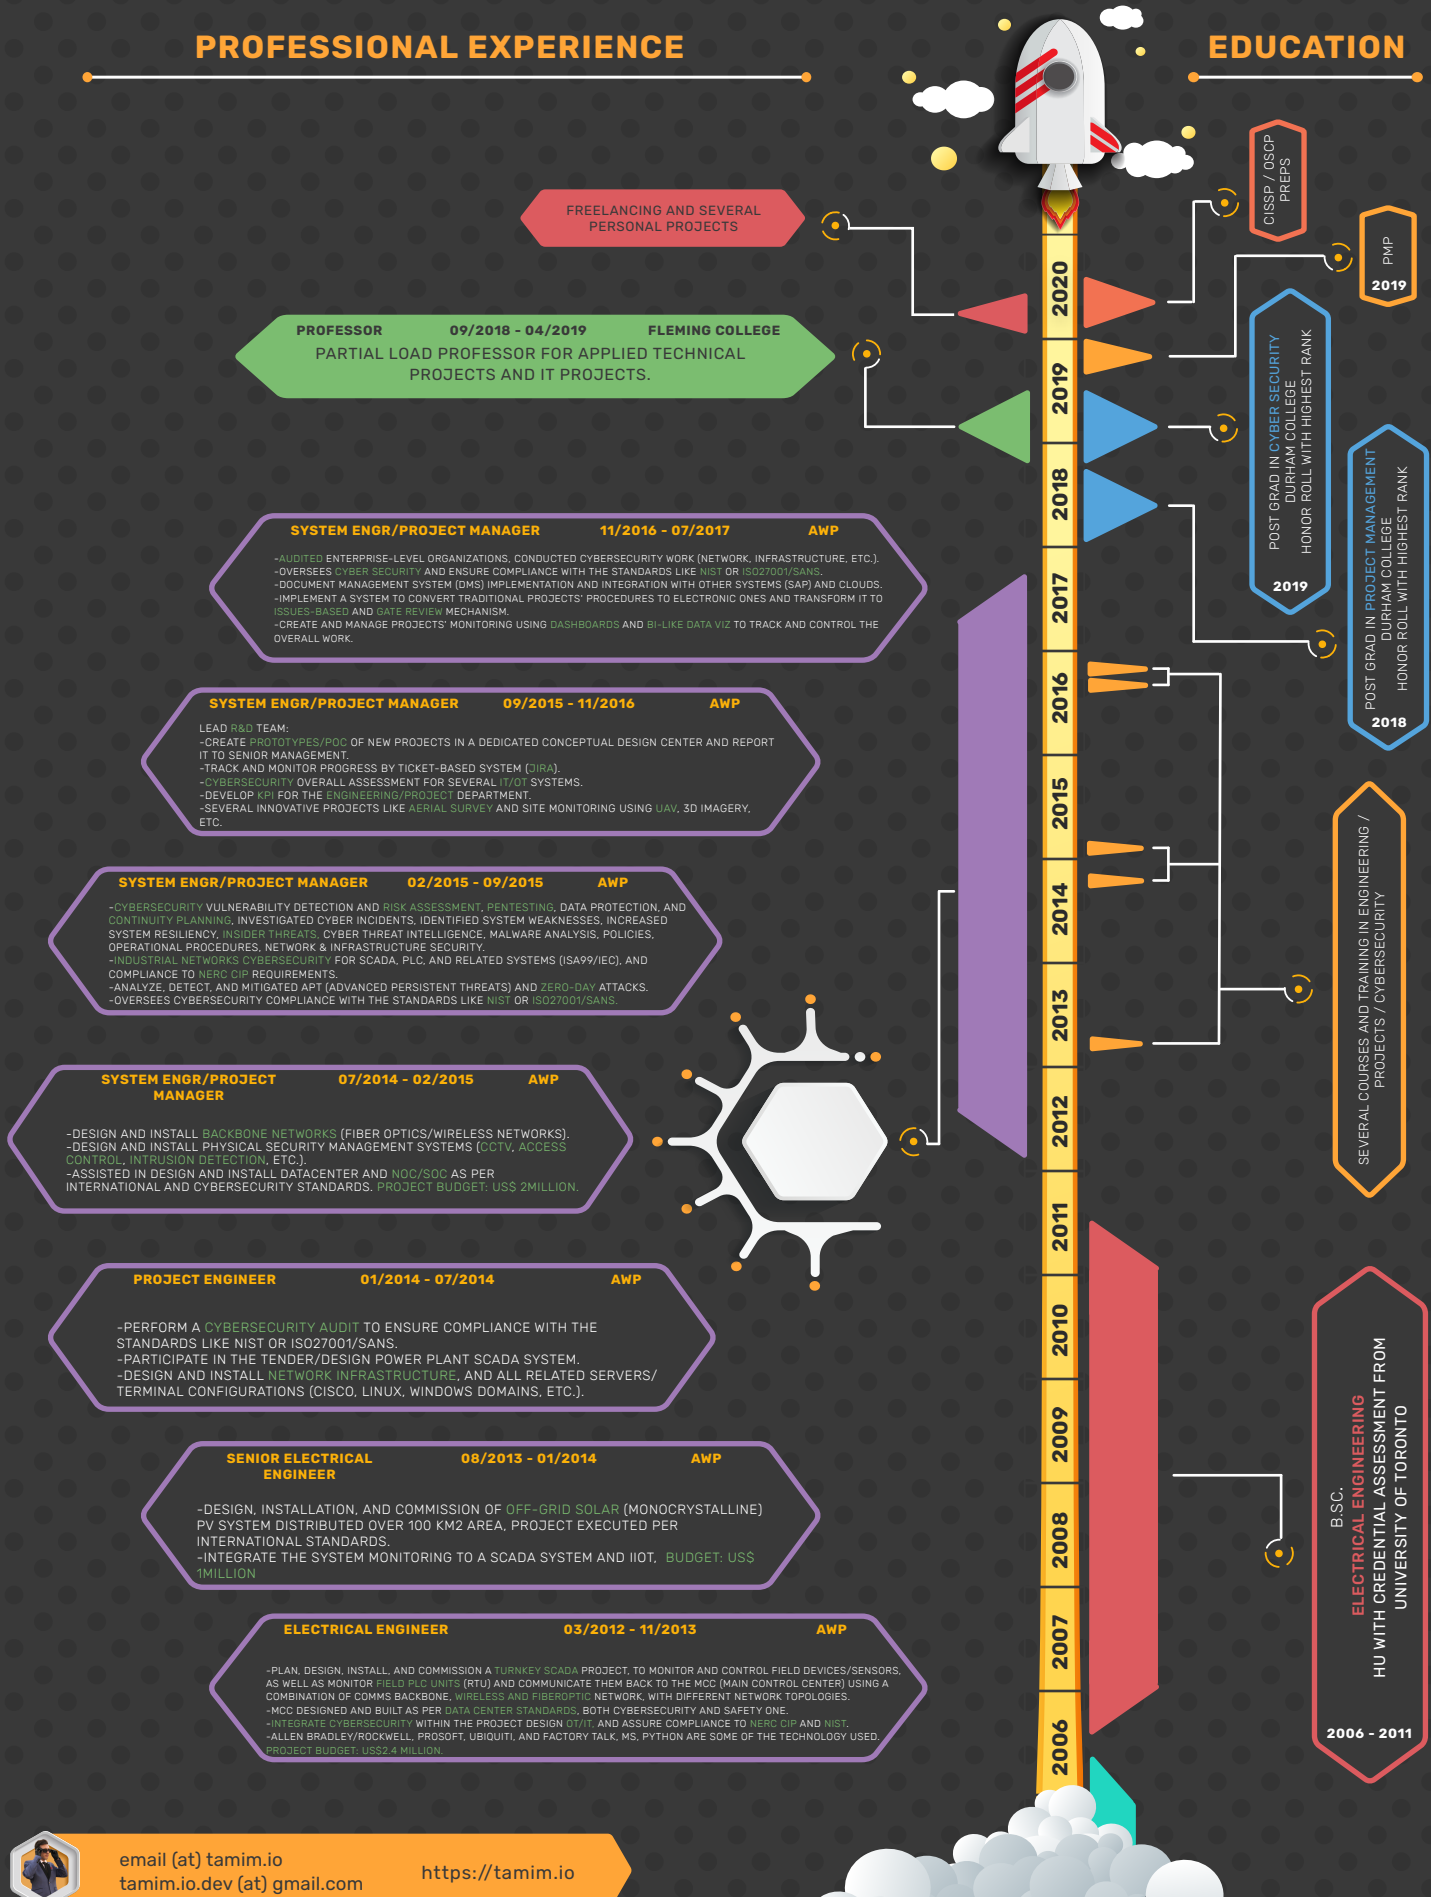 PROFESSIONAL EXPERIENCE
EDUCATION
FREELANCING AND SEVERAL
PERSONAL PROJECTS
PROFESSOR 09/2018 - 04/2019 FLEMING COLLEGE
PARTIAL LOAD PROFESSOR FOR APPLIED TECHNICAL
PROJECTS AND IT PROJECTS.
SYSTEM ENGR/PROJECT MANAGER 11/2016 - 07/2017 AWP
-AUDITED ENTERPRISE-LEVEL ORGANIZATIONS, CONDUCTED CYBERSECURITY WORK (NETWORK, INFRASTRUCTURE, ETC.).
-OVERSEES CYBER SECURITY AND ENSURE COMPLIANCE WITH THE STANDARDS LIKE NIST OR ISO27001/SANS.
-DOCUMENT MANAGEMENT SYSTEM (DMS) IMPLEMENTATION AND INTEGRATION WITH OTHER SYSTEMS (SAP) AND CLOUDS.
-IMPLEMENT A SYSTEM TO CONVERT TRADITIONAL PROJECTS' PROCEDURES TO ELECTRONIC ONES AND TRANSFORM IT TO
ISSUES-BASED AND GATE REVIEW MECHANISM.
-CREATE AND MANAGE PROJECTS' MONITORING USING DASHBOARDS AND BI-LIKE DATA VIZ TO TRACK AND CONTROL THE
OVERALL WORK.
SYSTEM ENGR/PROJECT MANAGER 09/2015 - 11/2016 AWP
LEAD R&D TEAM:
-CREATE PROTOTYPES/POC OF NEW PROJECTS IN A DEDICATED CONCEPTUAL DESIGN CENTER AND REPORT
IT TO SENIOR MANAGEMENT.
-TRACK AND MONITOR PROGRESS BY TICKET-BASED SYSTEM (JIRA).
-CYBERSECURITY OVERALL ASSESSMENT FOR SEVERAL IT/OT SYSTEMS.
-DEVELOP KPI FOR THE ENGINEERING/PROJECT DEPARTMENT.
-SEVERAL INNOVATIVE PROJECTS LIKE AERIAL SURVEY AND SITE MONITORING USING UAV, 3D IMAGERY,
ETC.
SYSTEM ENGR/PROJECT MANAGER 02/2015 - 09/2015 AWP
-CYBERSECURITY VULNERABILITY DETECTION AND RISK ASSESSMENT, PENTESTING, DATA PROTECTION, AND
CONTINUITY PLANNING, INVESTIGATED CYBER INCIDENTS, IDENTIFIED SYSTEM WEAKNESSES, INCREASED
SYSTEM RESILIENCY, INSIDER THREATS, CYBER THREAT INTELLIGENCE, MALWARE ANALYSIS, POLICIES,
OPERATIONAL PROCEDURES, NETWORK & INFRASTRUCTURE SECURITY.
-INDUSTRIAL NETWORKS CYBERSECURITY FOR SCADA, PLC, AND RELATED SYSTEMS (ISA99/IEC), AND
COMPLIANCE TO NERC CIP REQUIREMENTS.
-ANALYZE, DETECT, AND MITIGATED APT (ADVANCED PERSISTENT THREATS) AND ZERO-DAY ATTACKS.
-OVERSEES CYBERSECURITY COMPLIANCE WITH THE STANDARDS LIKE NIST OR ISO27001/SANS.
SYSTEM ENGR/PROJECT 07/2014 - 02/2015 AWP
MANAGER
-DESIGN AND INSTALL BACKBONE NETWORKS (FIBER OPTICS/WIRELESS NETWORKS).
-DESIGN AND INSTALL PHYSICAL SECURITY MANAGEMENT SYSTEMS (CCTV, ACCESS
CONTROL, INTRUSION DETECTION, ETC.).
-ASSISTED IN DESIGN AND INSTALL DATACENTER AND NOC/SOC AS PER
INTERNATIONAL AND CYBERSECURITY STANDARDS. PROJECT BUDGET: US$ 2MILLION.
PROJECT ENGINEER 01/2014 - 07/2014 AWP
-PERFORM A CYBERSECURITY AUDIT TO ENSURE COMPLIANCE WITH THE
STANDARDS LIKE NIST OR ISO27001/SANS.
-PARTICIPATE IN THE TENDER/DESIGN POWER PLANT SCADA SYSTEM.
-DESIGN AND INSTALL NETWORK INFRASTRUCTURE, AND ALL RELATED SERVERS/
TERMINAL CONFIGURATIONS (CISCO, LINUX, WINDOWS DOMAINS, ETC.).
SENIOR ELECTRICAL 08/2013 - 01/2014 AWP
ENGINEER
-DESIGN, INSTALLATION, AND COMMISSION OF OFF-GRID SOLAR (MONOCRYSTALLINE)
PV SYSTEM DISTRIBUTED OVER 100 KM2 AREA, PROJECT EXECUTED PER
INTERNATIONAL STANDARDS.
-INTEGRATE THE SYSTEM MONITORING TO A SCADA SYSTEM AND IIOT, BUDGET: US$
1MILLION
ELECTRICAL ENGINEER 03/2012 - 11/2013 AWP
-PLAN, DESIGN, INSTALL, AND COMMISSION A TURNKEY SCADA PROJECT, TO MONITOR AND CONTROL FIELD DEVICES/SENSORS,
AS WELL AS MONITOR FIELD PLC UNITS (RTU) AND COMMUNICATE THEM BACK TO THE MCC (MAIN CONTROL CENTER) USING A
COMBINATION OF COMMS BACKBONE, WIRELESS AND FIBEROPTIC NETWORK, WITH DIFFERENT NETWORK TOPOLOGIES.
-MCC DESIGNED AND BUILT AS PER DATA CENTER STANDARDS, BOTH CYBERSECURITY AND SAFETY ONE.
-INTEGRATE CYBERSECURITY WITHIN THE PROJECT DESIGN OT/IT, AND ASSURE COMPLIANCE TO NERC CIP AND NIST.
-ALLEN BRADLEY/ROCKWELL, PROSOFT, UBIQUITI, AND FACTORY TALK, MS, PYTHON ARE SOME OF THE TECHNOLOGY USED.
PROJECT BUDGET: US$2.4 MILLION.
2020
2019
2018
2017
2016
2015
2014
2013
2012
2011
2010
2009
2008
2007
2006
CISSP / OSCP
PREPS
PMP
2019
POST GRAD IN CYBER SECURITY
DURHAM COLLEGE
HONOR ROLL WITH HIGHEST RANK
2019
POST GRAD IN PROJECT MANAGEMENT
DURHAM COLLEGE
HONOR ROLL WITH HIGHEST RANK
2018
SEVERAL COURSES AND TRAINING IN ENGINEERING /
PROJECTS / CYBERSECURITY
B.SC.
ELECTRICAL ENGINEERING
HU WITH CREDENTIAL ASSESSMENT FROM
UNIVERSITY OF TORONTO
2006 - 2011
email (at) tamim.io
tamim.io.dev (at) gmail.com
https://tamim.io